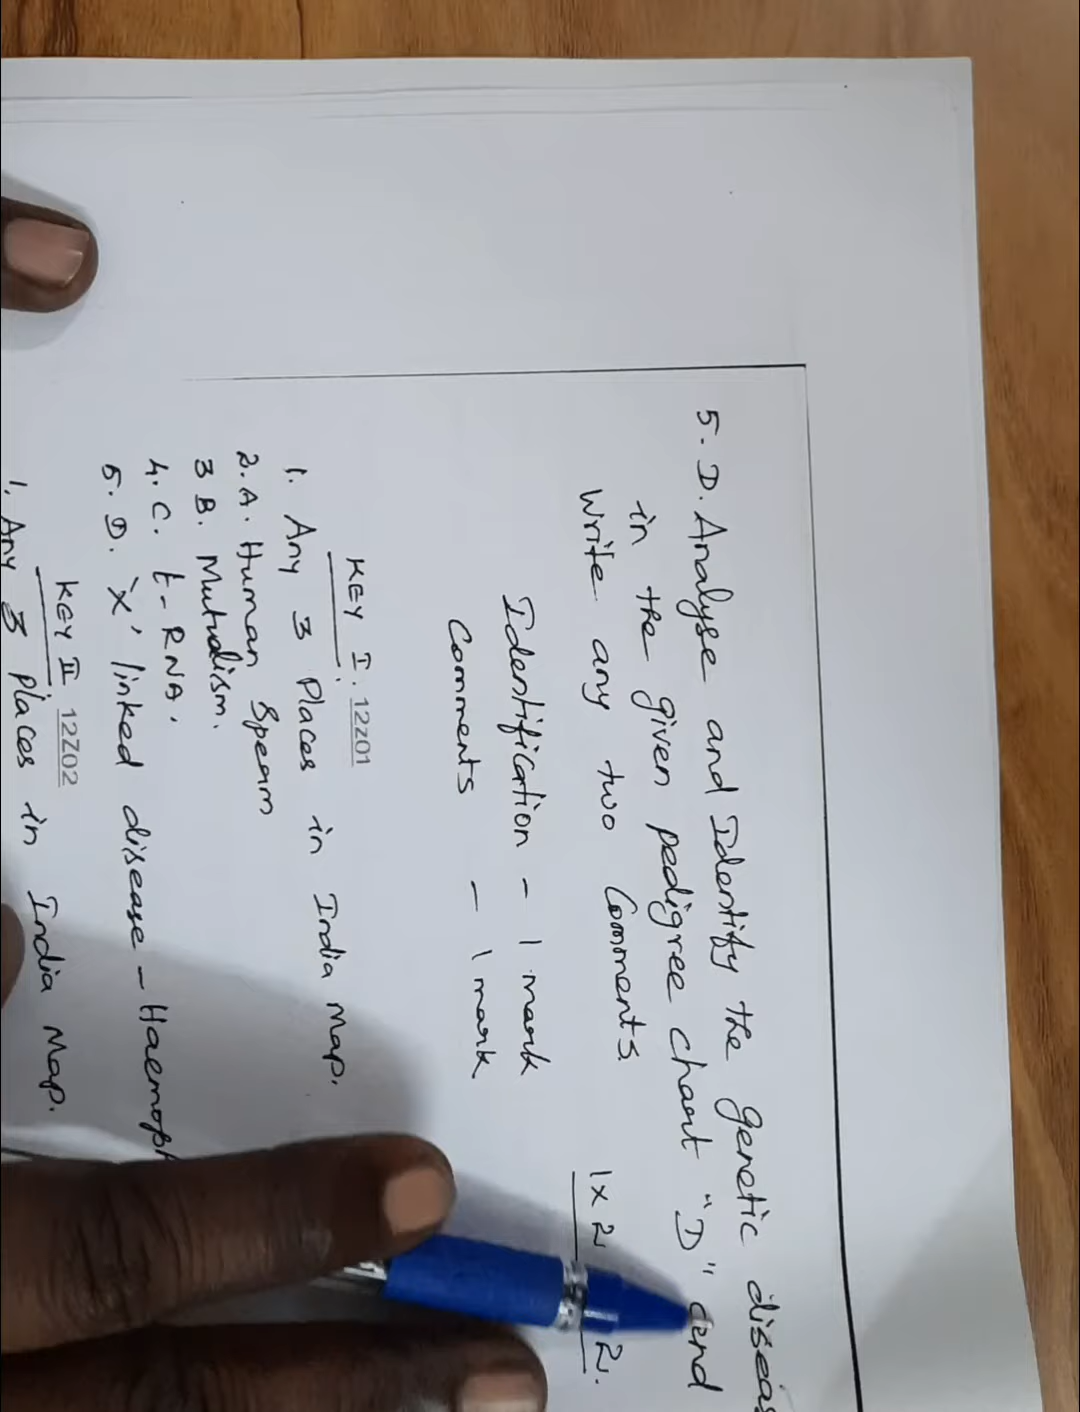 5. D. Analyse and Identify the genetic
in the given pedigree chart "D" and
Write any two Comments. 1 x 2 2.
Identification - 1 mark
Comments - 1 mark
KEY I. 12Z01
1. Any 3 Places in India Map.
2. A. Human Sperm
3 B. Mutualism.
4. C. t-RNA.
5. D. 'X' linked disease -
KEY II 12Z02
1. Any 3 Places in India Map.